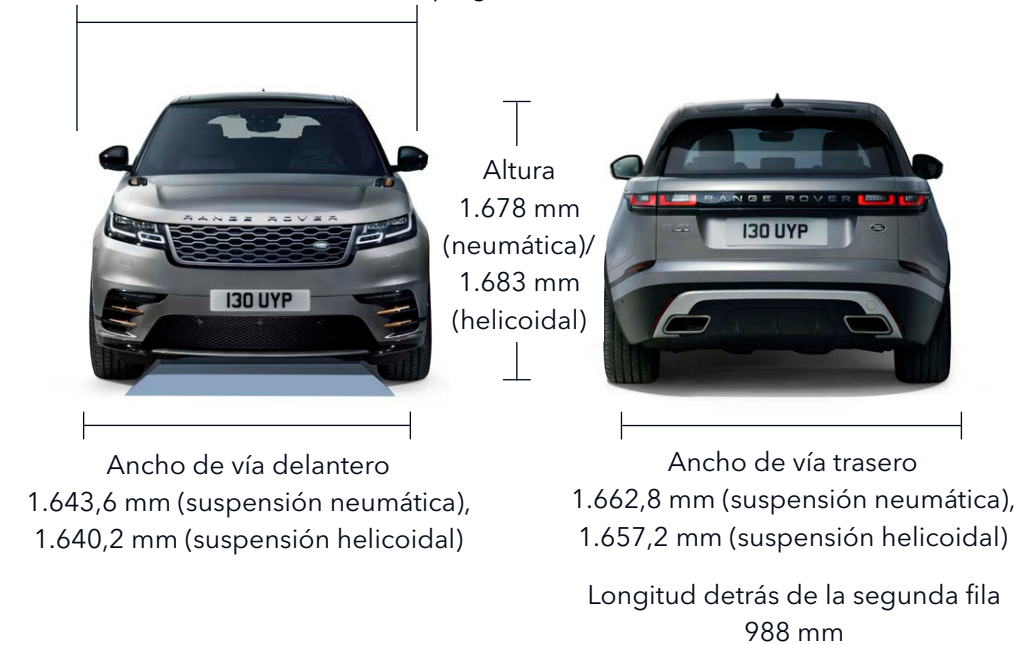 RANGE ROVER
130 UYP
Altura
1.678 mm
(neumática)/
1.683 mm
(helicoidal)
RANGE ROVER
130 UYP
Ancho de vía delantero
1.643,6 mm (suspensión neumática),
1.640,2 mm (suspensión helicoidal)
Ancho de vía trasero
1.662,8 mm (suspensión neumática),
1.657,2 mm (suspensión helicoidal)
Longitud detrás de la segunda fila
988 mm